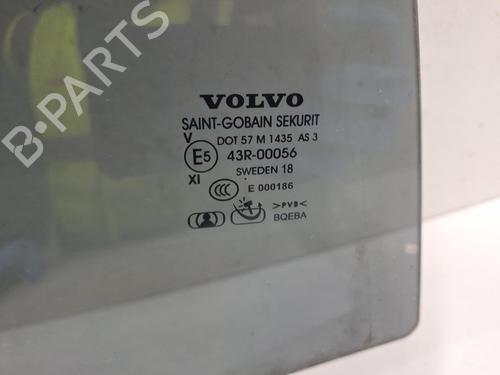 VOLVO
SAINT-GOBAIN SEKURIT
V DOT 57 M 1435 AS 3
E5 43R-00056
XI SWEDEN 18
CCC E 000186
>PVB<
BQEBA
B-PARTS